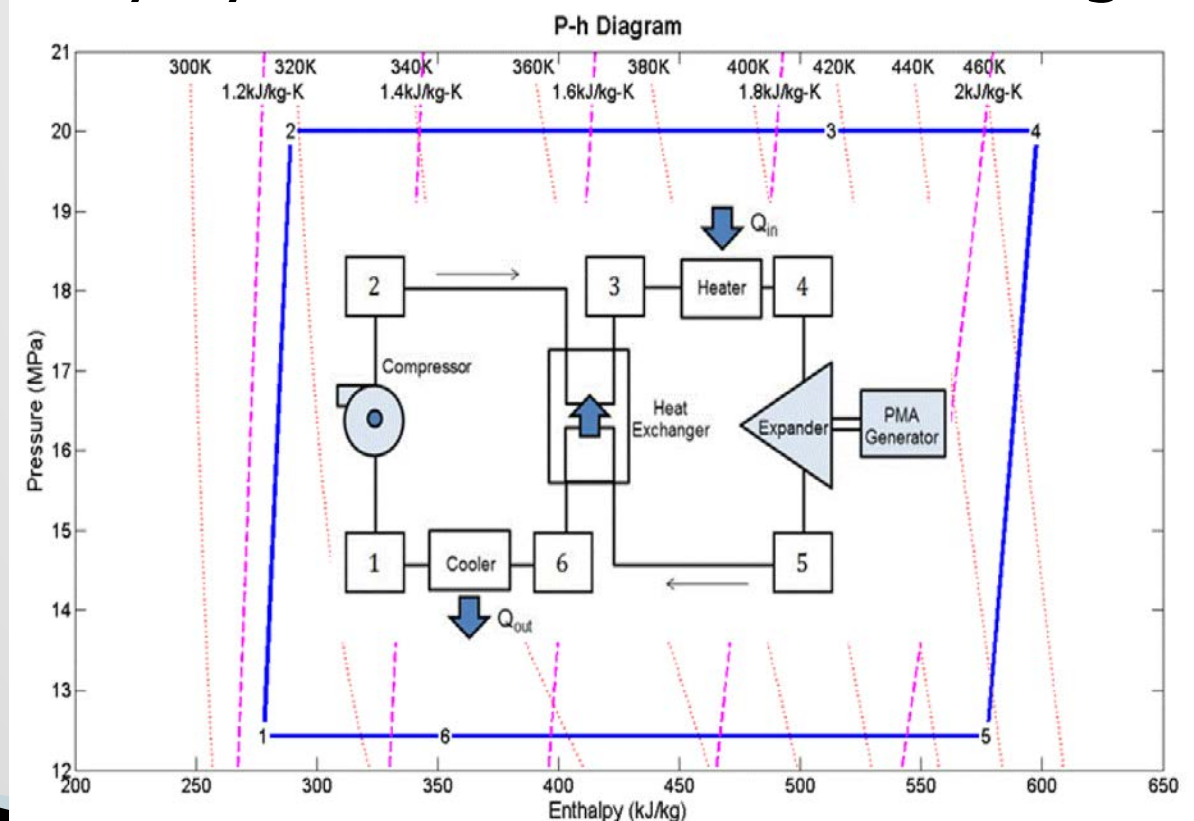 P-h Diagram
21
20
19
18
17
16
15
14
13
12
Pressure (MPa)
300K 320K 340K 360K 380K 400K 420K 440K 460K
1.2kJ/kg-K 1.4kJ/kg-K 1.6kJ/kg-K 1.8kJ/kg-K 2kJ/kg-K
2 3 4
Qin
2 3 Heater 4
Compressor
Heat
Exchanger
Expander
PMA
Generator
1 Cooler 6 5
Qout
1 6 5
200 250 300 350 400 450 500 550 600 650
Enthalpy (kJ/kg)